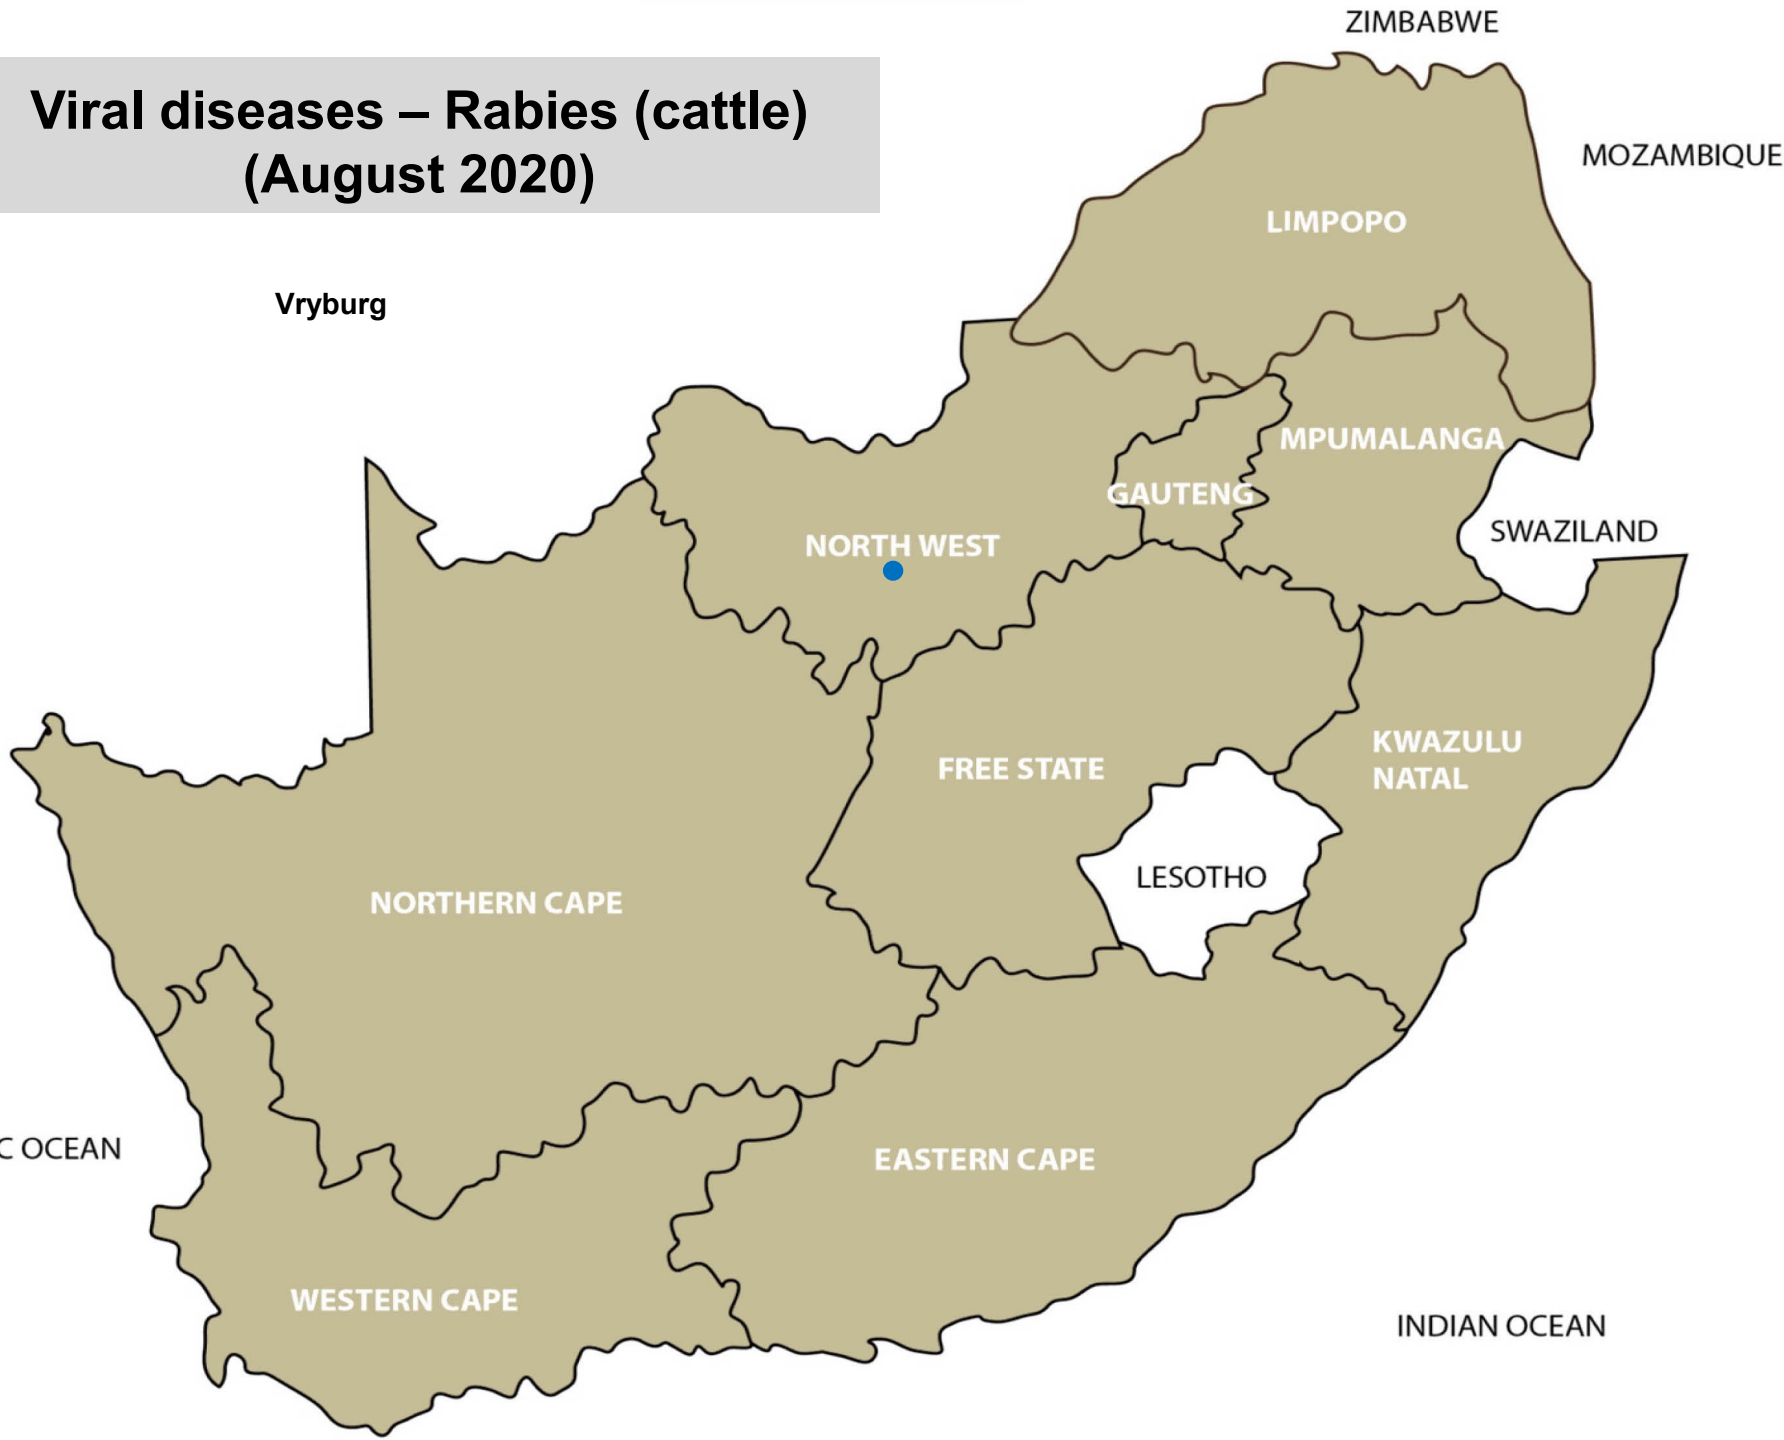 ZIMBABWE
Viral diseases – Rabies (cattle)
(August 2020)
MOZAMBIQUE
LIMPOPO
Vryburg
MPUMALANGA
GAUTENG
SWAZILAND
NORTH WEST
KWAZULU
NATAL
FREE STATE
LESOTHO
NORTHERN CAPE
C OCEAN
EASTERN CAPE
WESTERN CAPE
INDIAN OCEAN